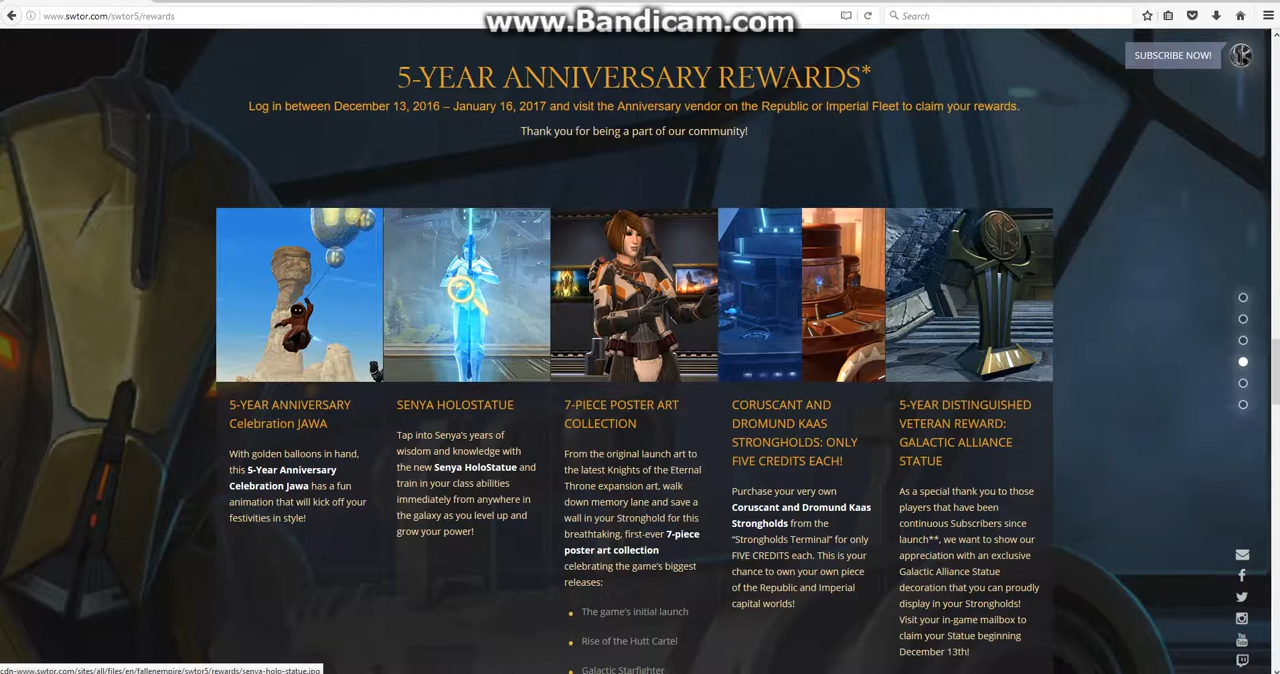 www.swtor.com/swtor5/rewards
www.Bandicam.com
Search
SUBSCRIBE NOW!
5-YEAR ANNIVERSARY REWARDS*
Log in between December 13, 2016 – January 16, 2017 and visit the Anniversary vendor on the Republic or Imperial Fleet to claim your rewards.
Thank you for being a part of our community!
5-YEAR ANNIVERSARY
Celebration JAWA
With golden balloons in hand,
this 5-Year Anniversary
Celebration Jawa has a fun
animation that will kick off your
festivities in style!
SENYA HOLOSTATUE
Tap into Senya's years of
wisdom and knowledge with
the new Senya HoloStatue and
train in your class abilities
immediately from anywhere in
the galaxy as you level up and
grow your power!
7-PIECE POSTER ART
COLLECTION
From the original launch art to
the latest Knights of the Eternal
Throne expansion art, walk
down memory lane and save a
wall in your Stronghold for this
breathtaking, first-ever 7-piece
poster art collection
celebrating the game's biggest
releases:
The game's initial launch
Rise of the Hutt Cartel
Galactic Starfighter
CORUSCANT AND
DROMUND KAAS
STRONGHOLDS: ONLY
FIVE CREDITS EACH!
Purchase your very own
Coruscant and Dromund Kaas
Strongholds from the
“Strongholds Terminal” for only
FIVE CREDITS each. This is your
chance to own your own piece
of the Republic and Imperial
capital worlds!
5-YEAR DISTINGUISHED
VETERAN REWARD:
GALACTIC ALLIANCE
STATUE
As a special thank you to those
players that have been
continuous Subscribers since
launch**, we want to show our
appreciation with an exclusive
Galactic Alliance Statue
decoration that you can proudly
display in your Strongholds!
Visit your in-game mailbox to
claim your Statue beginning
December 13th!
cdn-www.swtor.com/sites/all/files/en/fallenempire/swtor5/rewards/senya-holo-statue.jpg